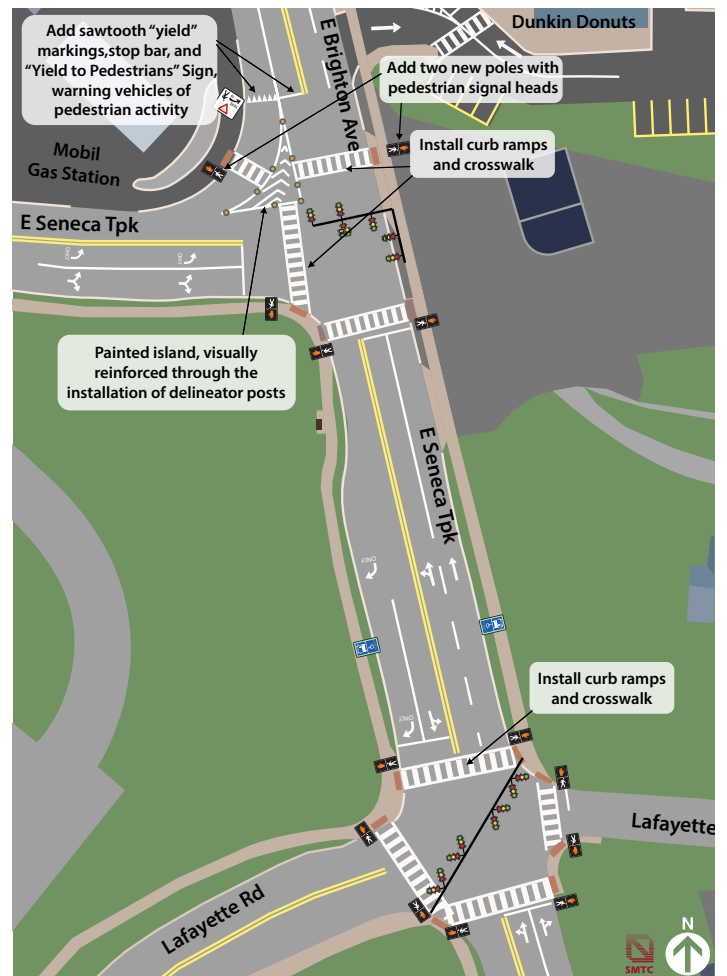 Add sawtooth “yield”
markings,stop bar, and
“Yield to Pedestrians” Sign,
warning vehicles of
pedestrian activity
E Brighton Ave
Dunkin Donuts
Add two new poles with
pedestrian signal heads
Mobil
Gas Station
Install curb ramps
and crosswalk
E Seneca Tpk
ONLY
ONLY
Painted island, visually
reinforced through the
installation of delineator posts
E Seneca Tpk
ONLY
Install curb ramps
and crosswalk
ONLY
Lafayette
Lafayette Rd
N
SMTC